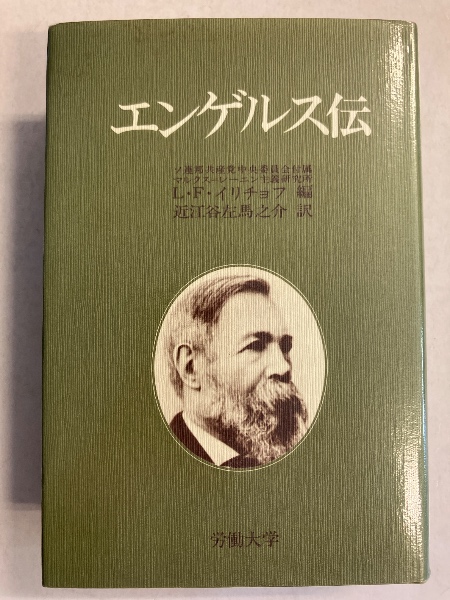 エンゲルス伝
ソ連邦共産党中央委員会付属
マルクス・レーニン主義研究所
L・F・イリチョフ 編
近江谷左馬之介 訳
労働大学